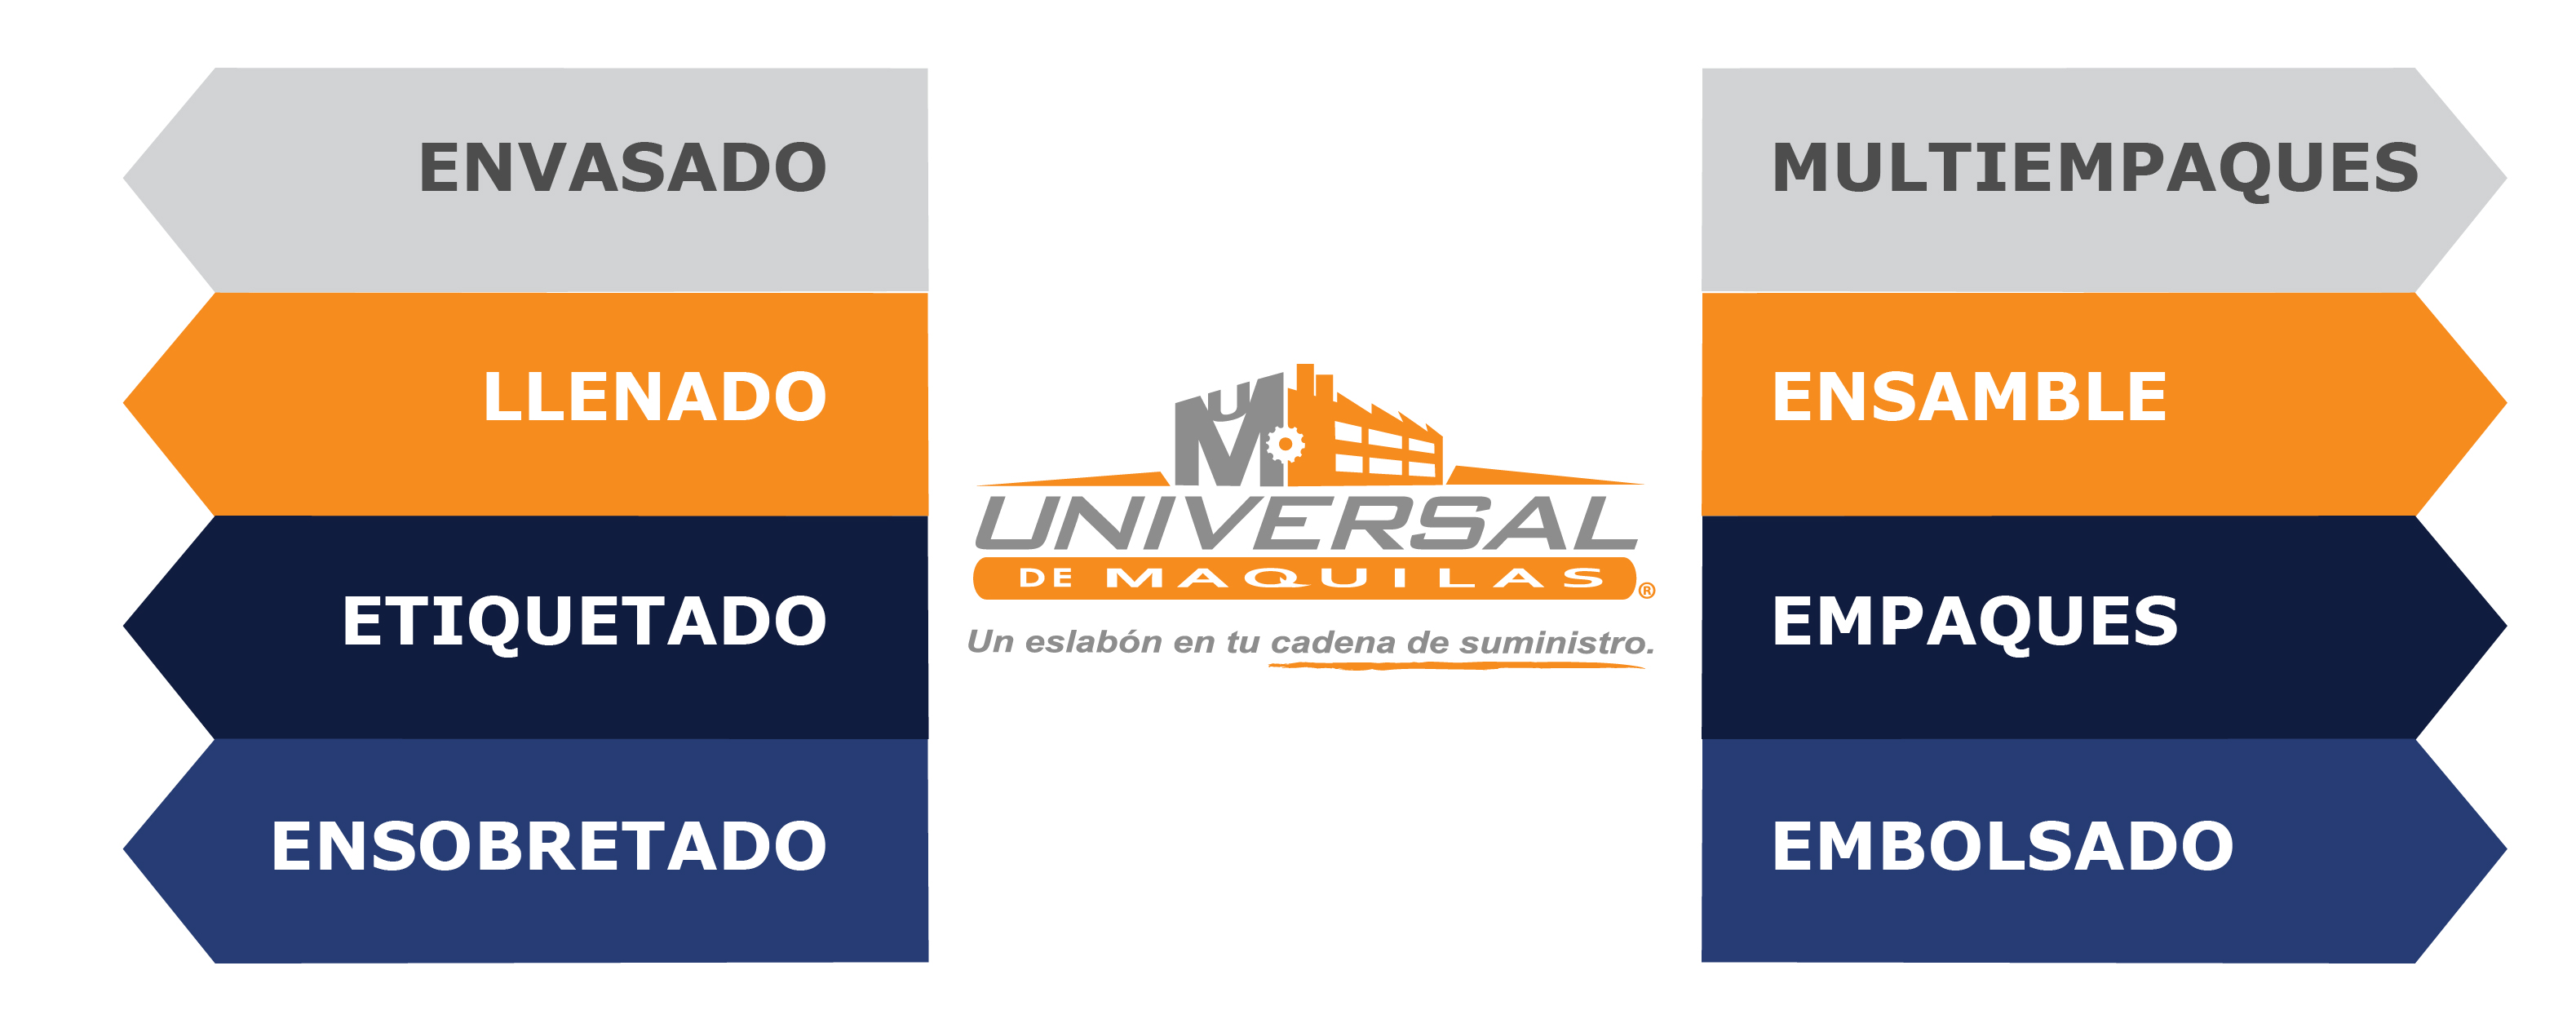 ENVASADO
LLENADO
ETIQUETADO
ENSOBRETADO
UM
UNIVERSAL
DE MAQUILAS®
Un eslabón en tu cadena de suministro.
MULTIEMPAQUES
ENSAMBLE
EMPAQUES
EMBOLSADO